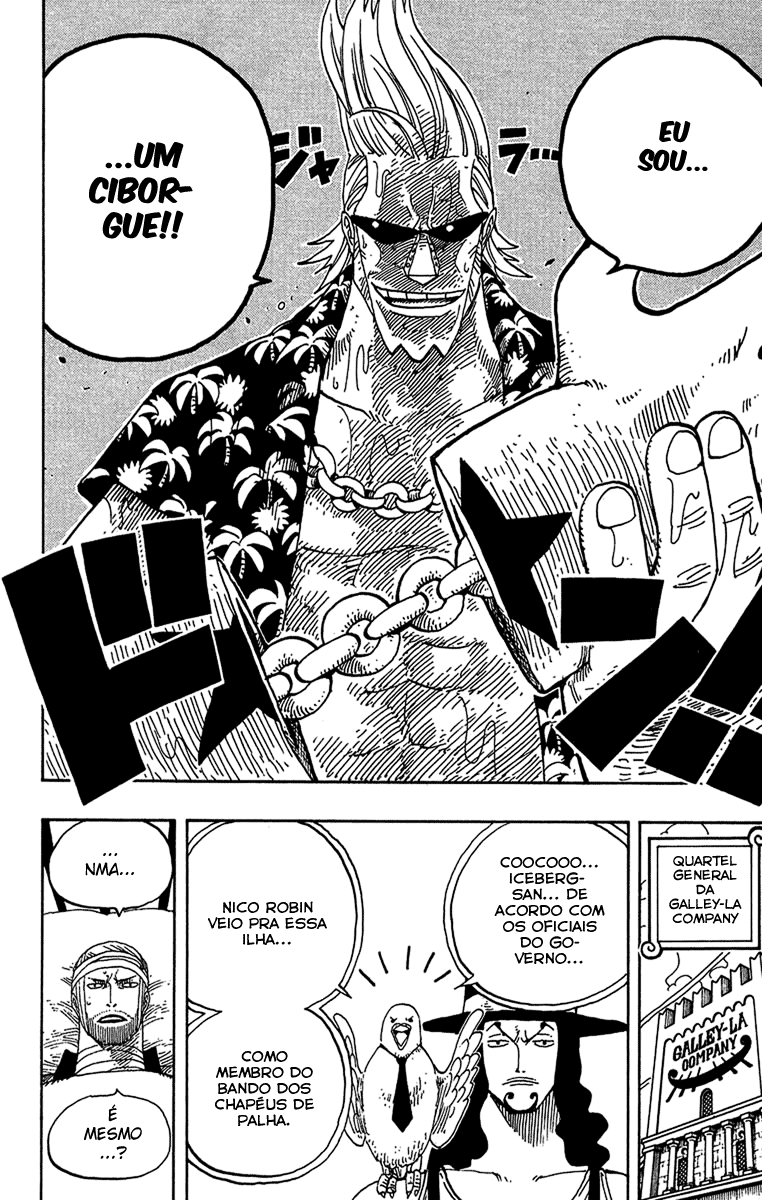 EU
SOU...
...UM
CIBOR-
GUE!!
ジャ
ラ...
ドーン!!
QUARTEL
GENERAL
DA
GALLEY-LA
COMPANY
GALLEY-LA
COMPANY
COOCOOO...
ICEBERG-
SAN... DE
ACORDO COM
OS OFICIAIS
DO GO-
VERNO...
NICO ROBIN
VEIO PRA ESSA
ILHA...
COMO
MEMBRO DO
BANDO DOS
CHAPÉUS DE
PALHA.
...
NMA...
É
MESMO
...?